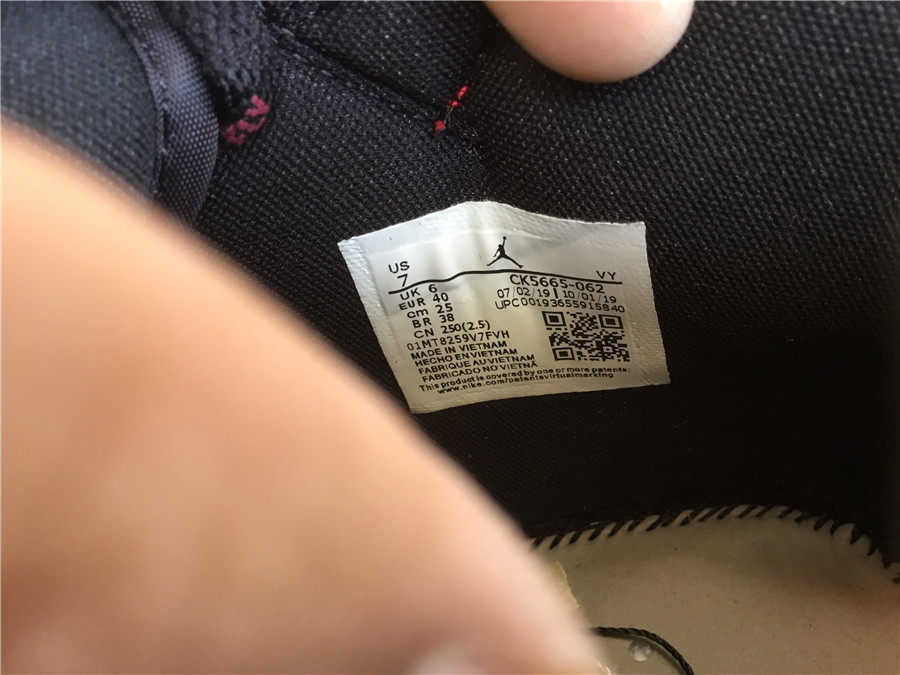 US
7
VY
UK 6
EUR 40
cm 25
BR 38
CN 250(2.5)
CK5665-062
07/02/19 | 10/01/19
UPC00193655915840
01MT8259V7FVH
MADE IN VIETNAM
HECHO EN VIETNAM
FABRIQUE AU VIETNAM
FABRICADO NO VIETNÃ
This product is covered by one or more patents:
www.nike.com/patentsvirtualmarking